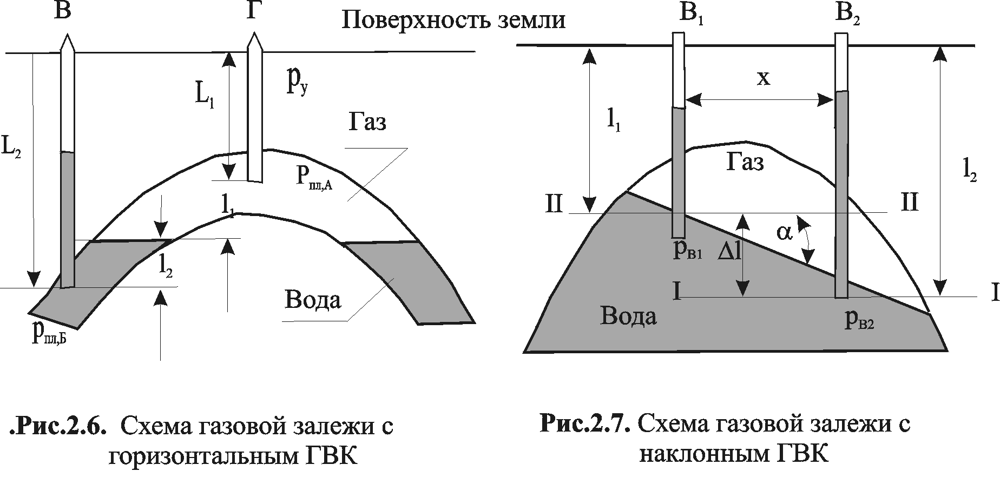 В
Г
Поверхность земли
В₁
В₂
L₁
pᵧ
x
Газ
l₁
L₂
Газ
l₂
Pпл,А
l₁
II
II
α
l₂
pВ1
Δl
Вода
I
I
Вода
pВ2
pпл,Б
.Рис.2.6. Схема газовой залежи с
горизонтальным ГВК
Рис.2.7. Схема газовой залежи с
наклонным ГВК